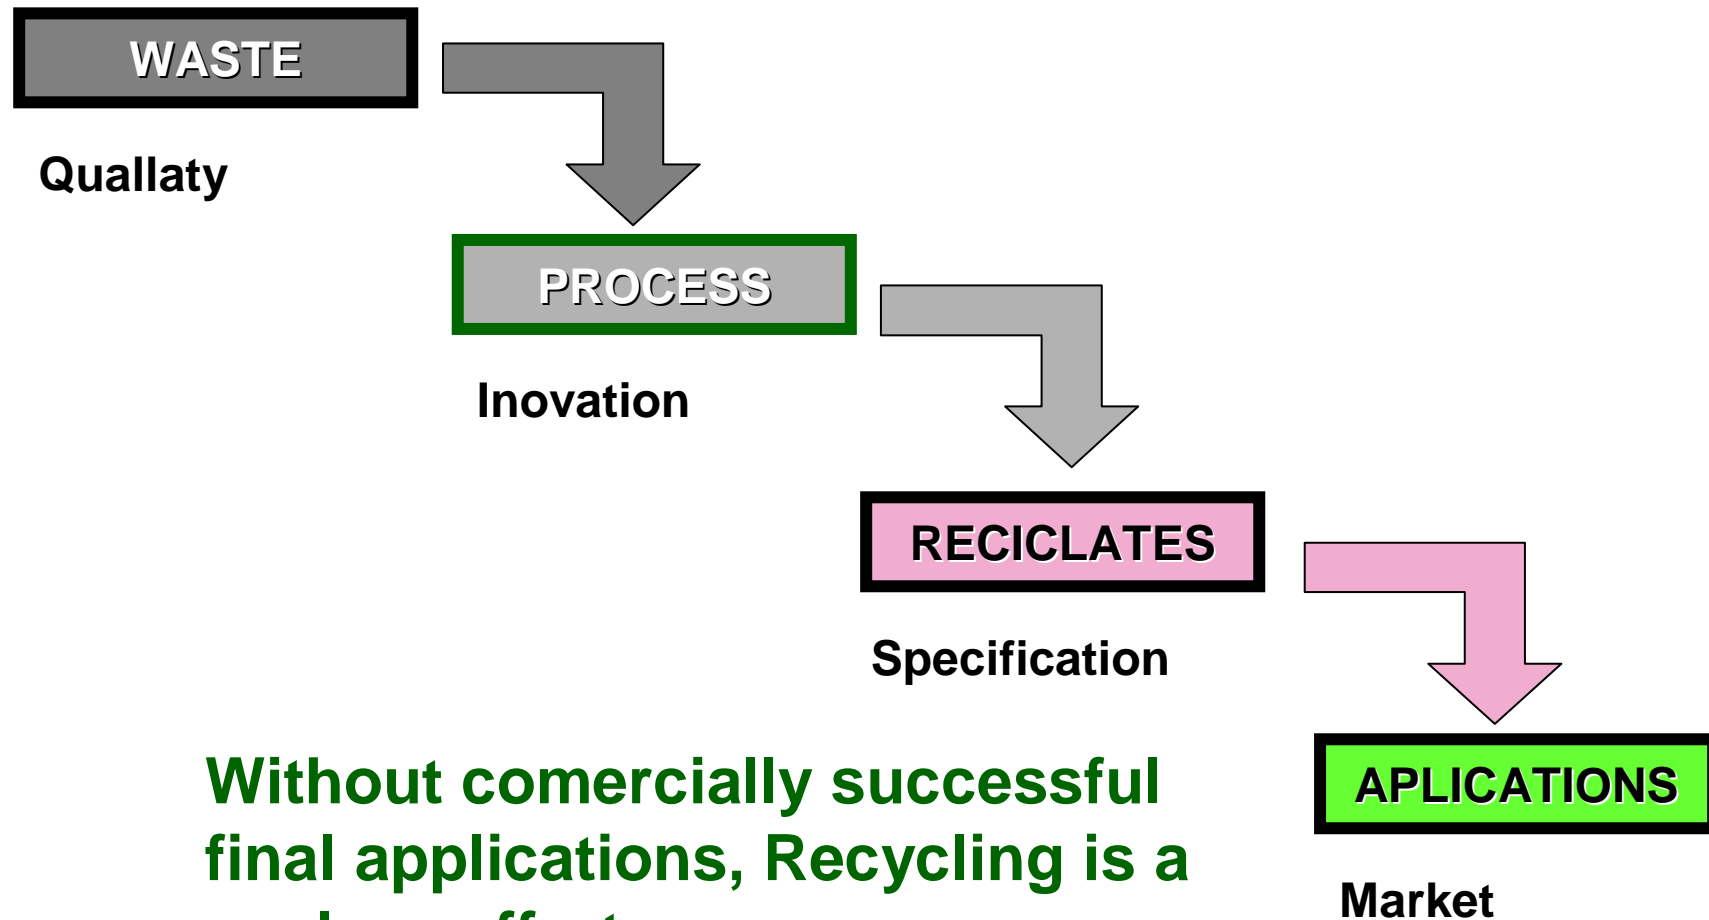 WASTE
Quallaty
PROCESS
Inovation
RECICLATES
Specification
APLICATIONS
Market
Without comercially successful
final applications, Recycling is a